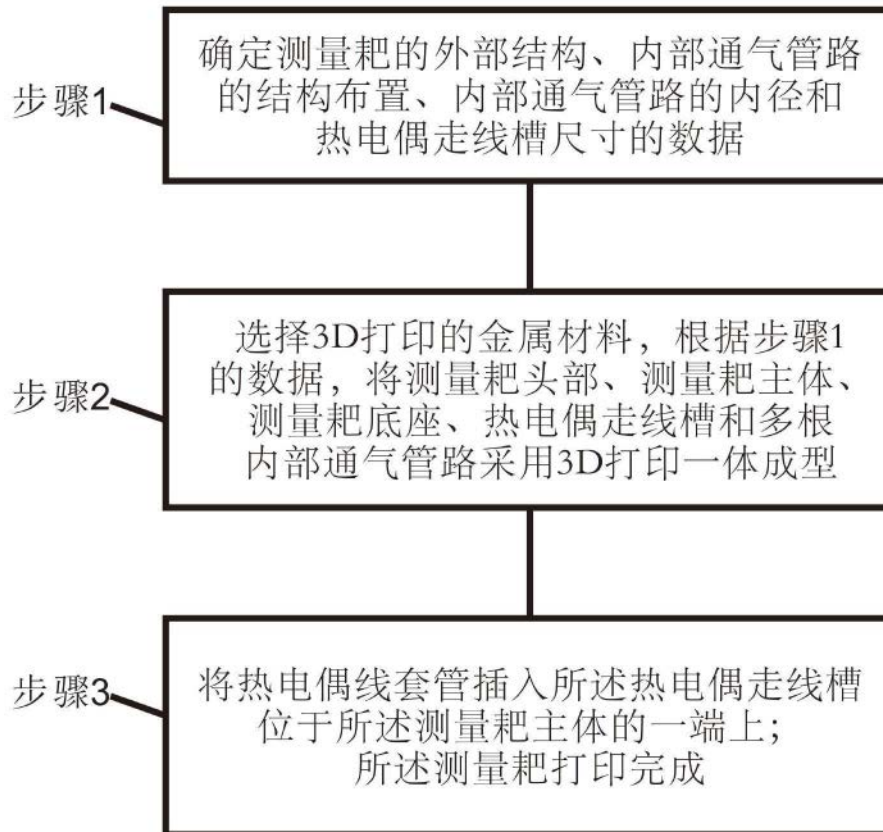 步骤1
确定测量耙的外部结构、内部通气管路
的结构布置、内部通气管路的内径和
热电偶走线槽尺寸的数据
步骤2
选择3D打印的金属材料，根据步骤1
的数据，将测量耙头部、测量耙主体、
测量耙底座、热电偶走线槽和多根
内部通气管路采用3D打印一体成型
步骤3
将热电偶线套管插入所述热电偶走线槽
位于所述测量耙主体的一端上；
所述测量耙打印完成